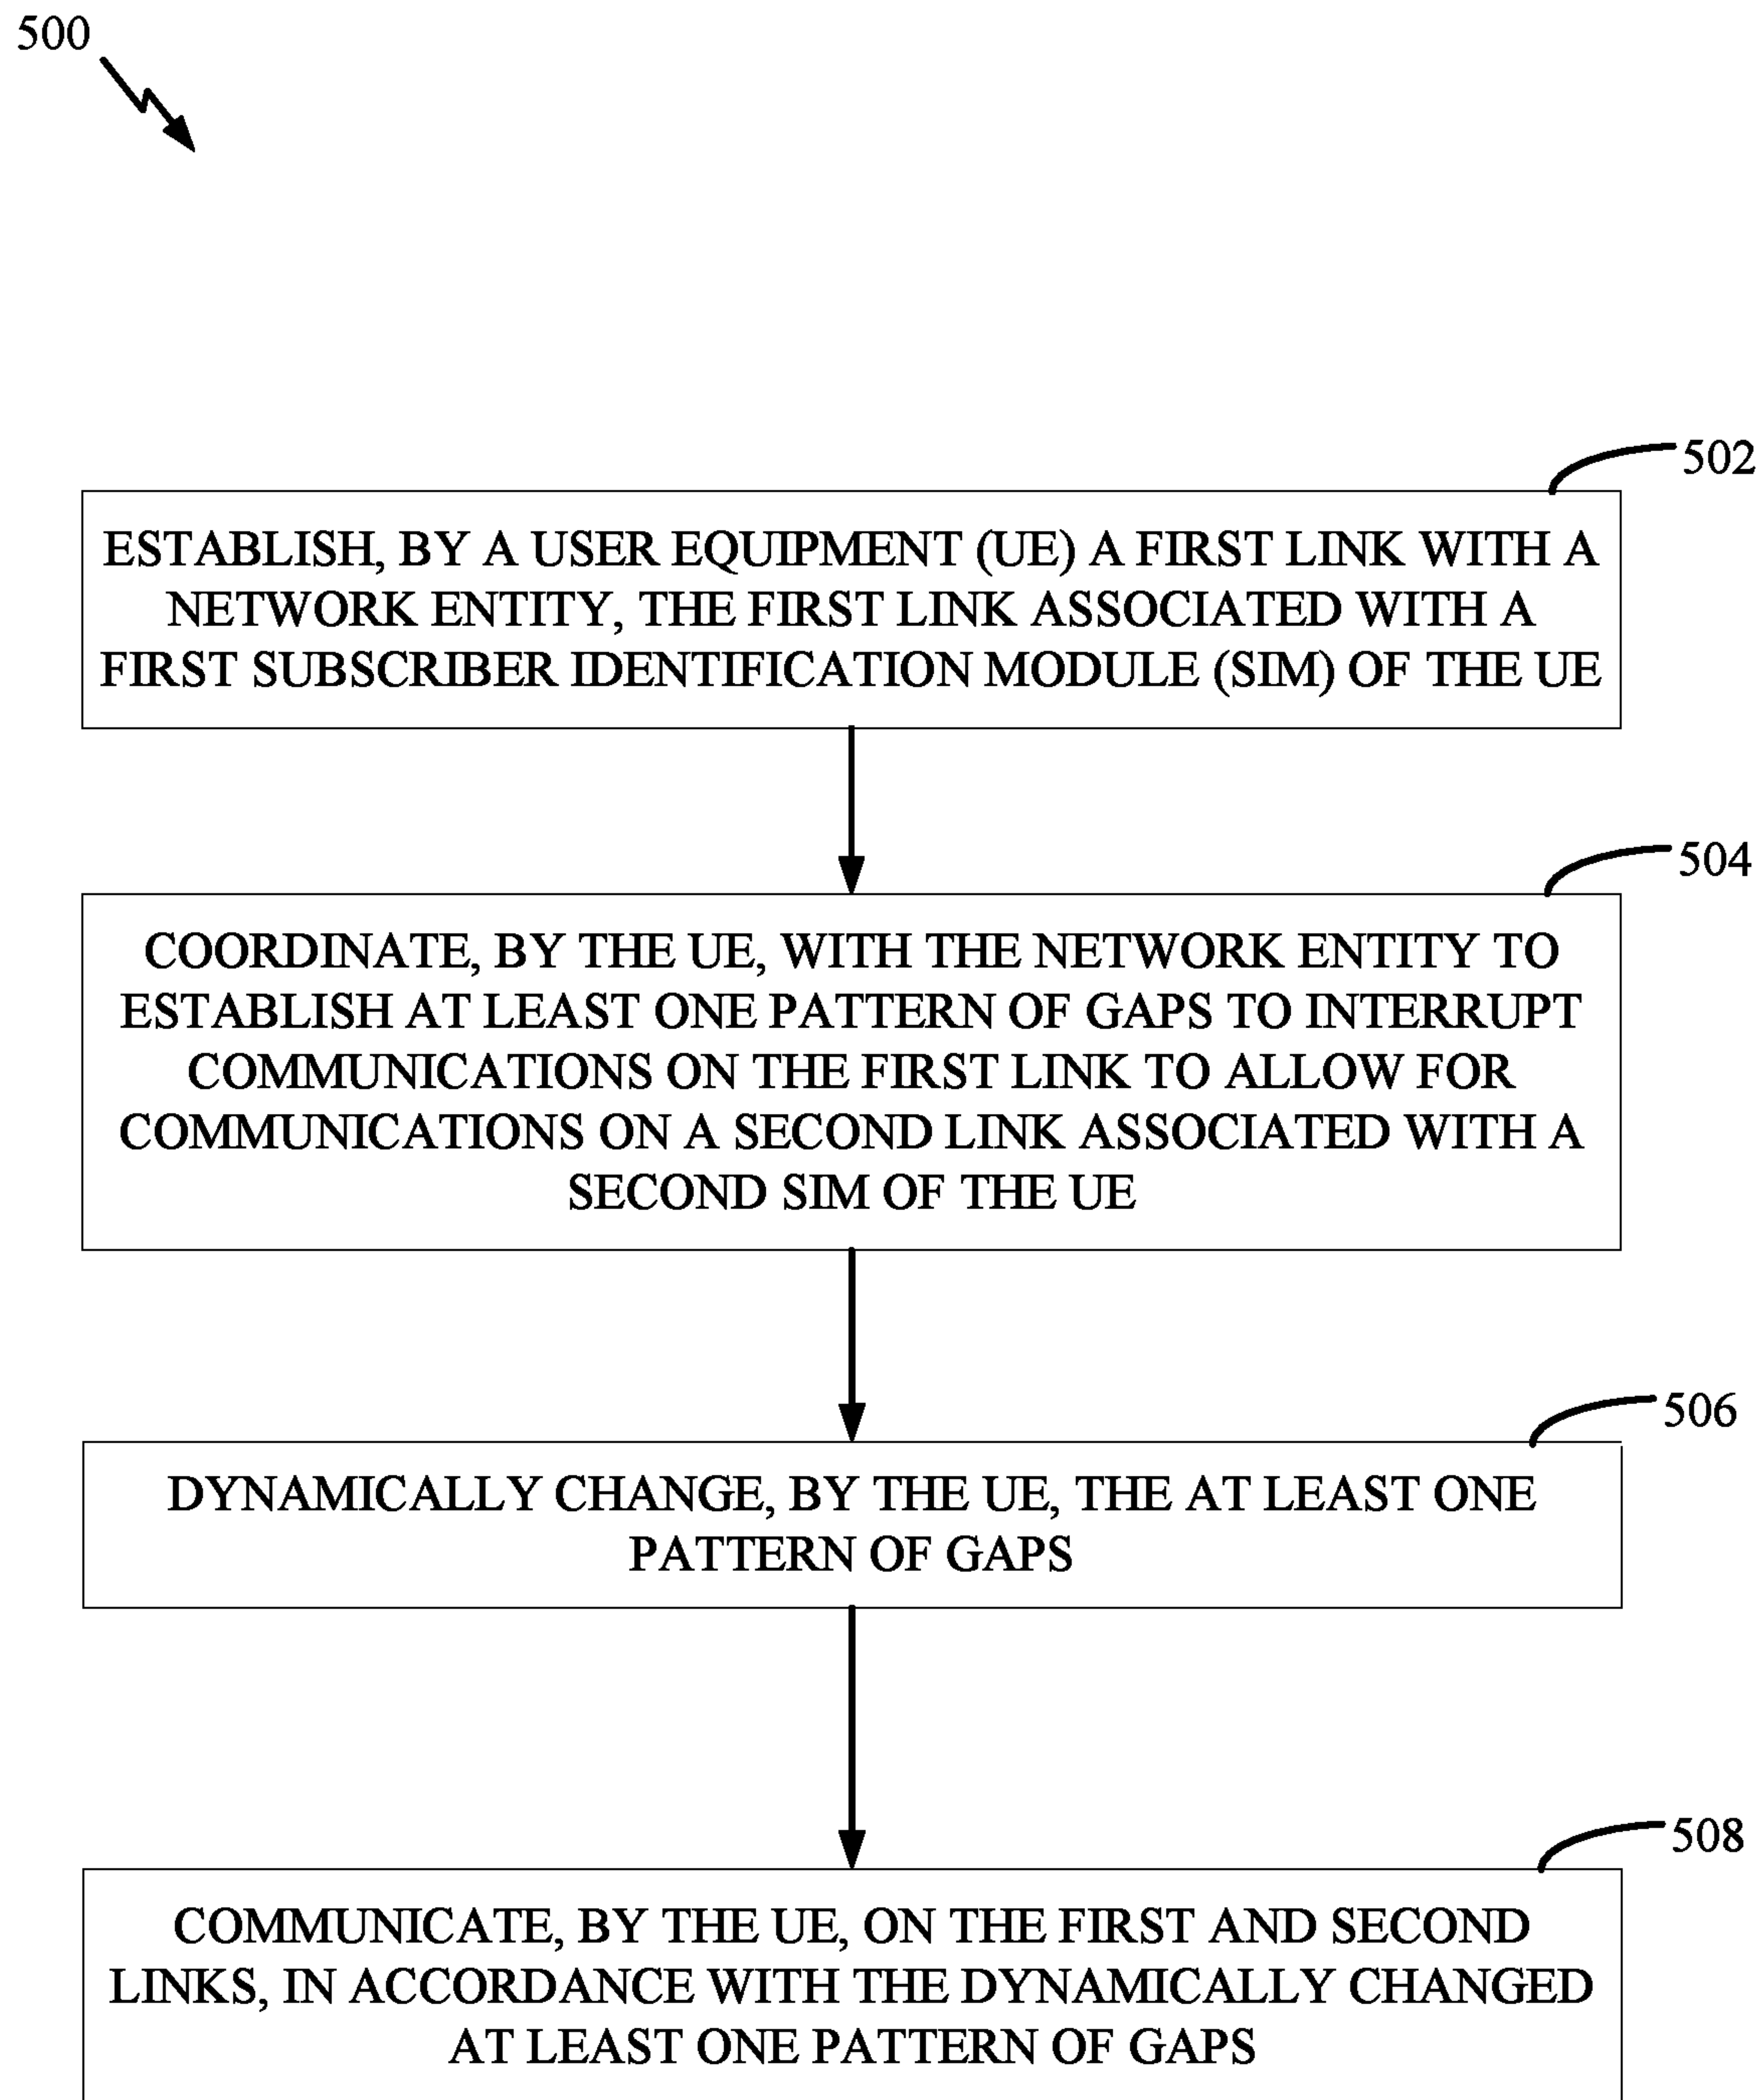 500
502
ESTABLISH, BY A USER EQUIPMENT (UE) A FIRST LINK WITH A
NETWORK ENTITY, THE FIRST LINK ASSOCIATED WITH A
FIRST SUBSCRIBER IDENTIFICATION MODULE (SIM) OF THE UE
504
COORDINATE, BY THE UE, WITH THE NETWORK ENTITY TO
ESTABLISH AT LEAST ONE PATTERN OF GAPS TO INTERRUPT
COMMUNICATIONS ON THE FIRST LINK TO ALLOW FOR
COMMUNICATIONS ON A SECOND LINK ASSOCIATED WITH A
SECOND SIM OF THE UE
506
DYNAMICALLY CHANGE, BY THE UE, THE AT LEAST ONE
PATTERN OF GAPS
508
COMMUNICATE, BY THE UE, ON THE FIRST AND SECOND
LINKS, IN ACCORDANCE WITH THE DYNAMICALLY CHANGED
AT LEAST ONE PATTERN OF GAPS